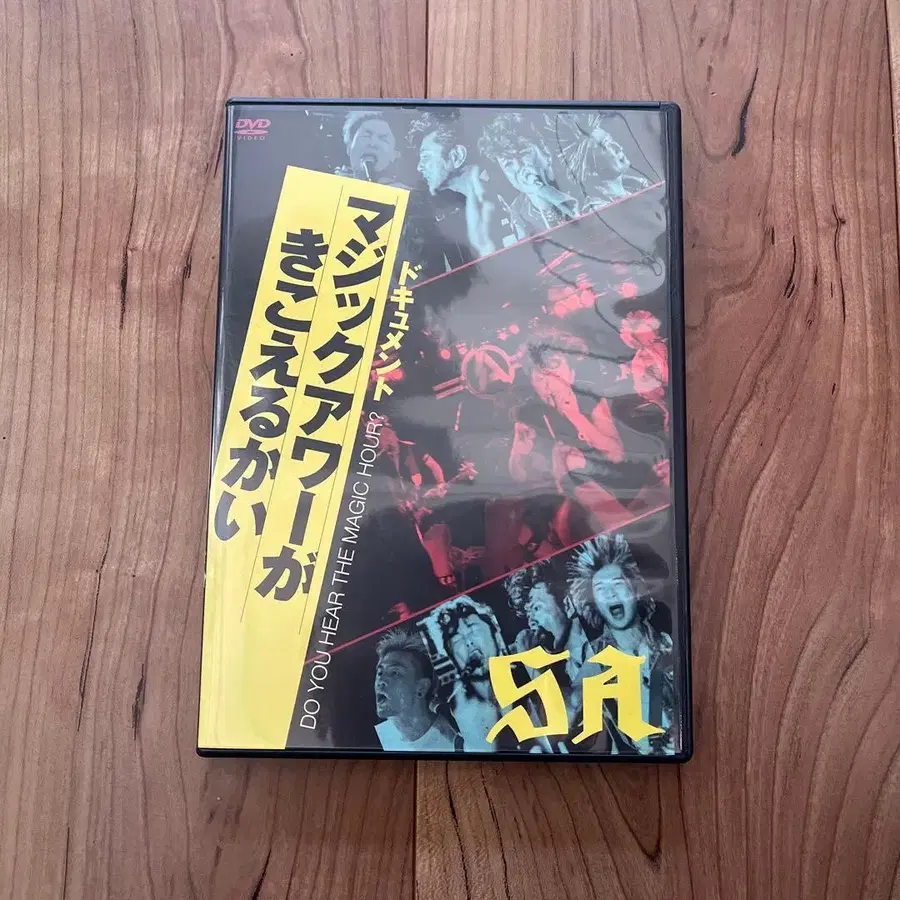 DVD
VIDEO
ドキュメント
マジックアワーが
きこえるかい
DO YOU HEAR THE MAGIC HOUR?
SA